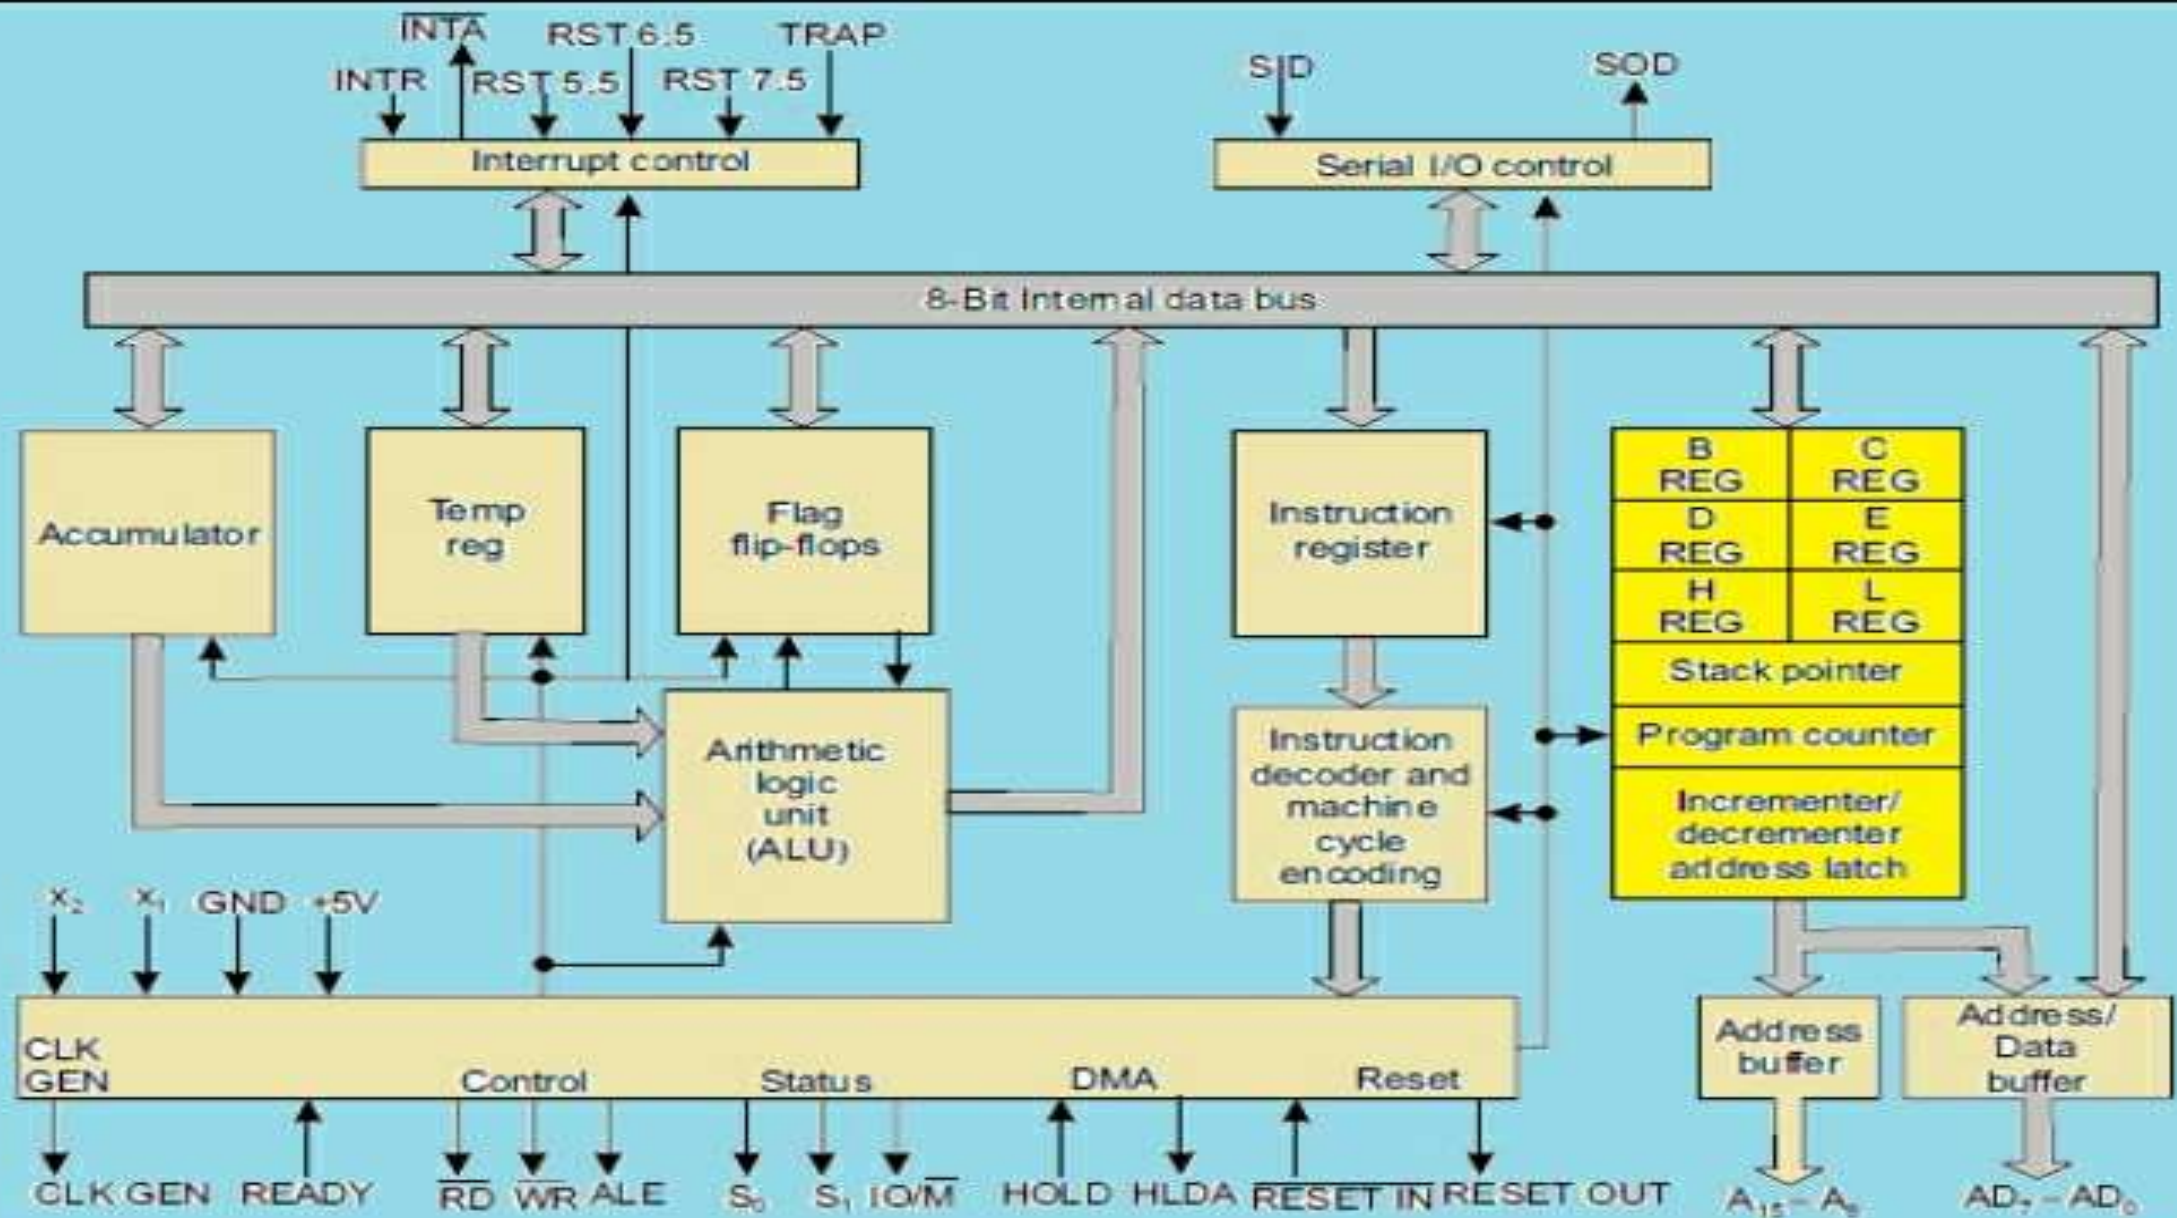 INTA
RST 6.5
TRAP
INTR
RST 5.5
RST 7.5
SID
SOD
Interrupt control
Serial I/O control
8-Bit Internal data bus
Accumulator
Temp
reg
Flag
flip-flops
Instruction
register
B
REG
C
REG
D
REG
E
REG
H
REG
L
REG
Stack pointer
Program counter
Incrementer/
decrementer
address latch
Arithmetic
logic
unit
(ALU)
Instruction
decoder and
machine
cycle
encoding
X₂
X₁
GND
+5V
CLK
GEN
Control
Status
DMA
Reset
Address
buffer
Address/
Data
buffer
CLK GEN
READY
RD
WR
ALE
S₀
S₁
IO/M
HOLD
HLDA
RESET IN
RESET OUT
A₁₅ – A₈
AD₇ – AD₀